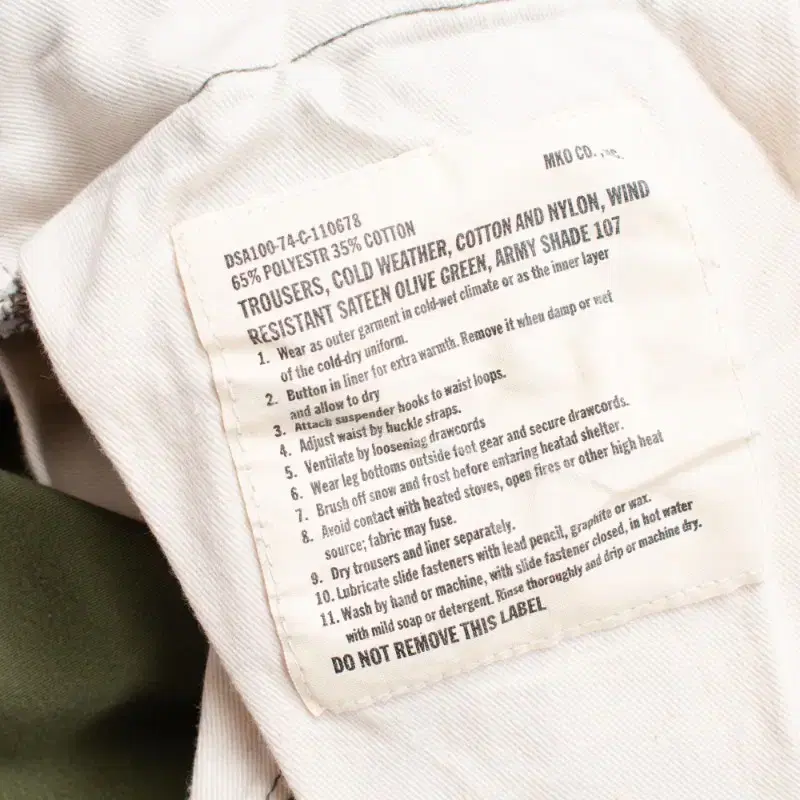 MKO CO., INC.
DSA100-74-C-110678
65% POLYESTR 35% COTTON
TROUSERS, COLD WEATHER, COTTON AND NYLON, WIND
RESISTANT SATEEN OLIVE GREEN, ARMY SHADE 107
1. Wear as outer garment in cold-wet climate or as the inner layer
of the cold-dry uniform.
2. Button in liner for extra warmth. Remove it when damp or wet
and allow to dry
3. Attach suspender hooks to waist loops.
4. Adjust waist by buckle straps.
5. Ventilate by loosening drawcords
6. Wear leg bottoms outside foot gear and secure drawcords.
7. Brush off snow and frost before entaring heatad shelter.
8. Avoid contact with heated stoves, open fires or other high heat
source; fabric may fuse.
9. Dry trousers and liner separately.
10. Lubricate slide fasteners with lead pencil, graphite or wax.
11. Wash by hand or machine, with slide fastener closed, in hot water
with mild soap or detergent. Rinse thoroughly and drip or machine dry.
DO NOT REMOVE THIS LABEL